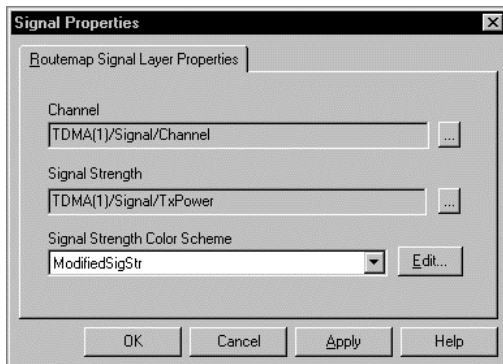 Signal Properties
Routemap Signal Layer Properties
Channel
TDMA(1)/Signal/Channel
...
Signal Strength
TDMA(1)/Signal/TxPower
...
Signal Strength Color Scheme
ModifiedSigStr
Edit...
OK Cancel Apply Help